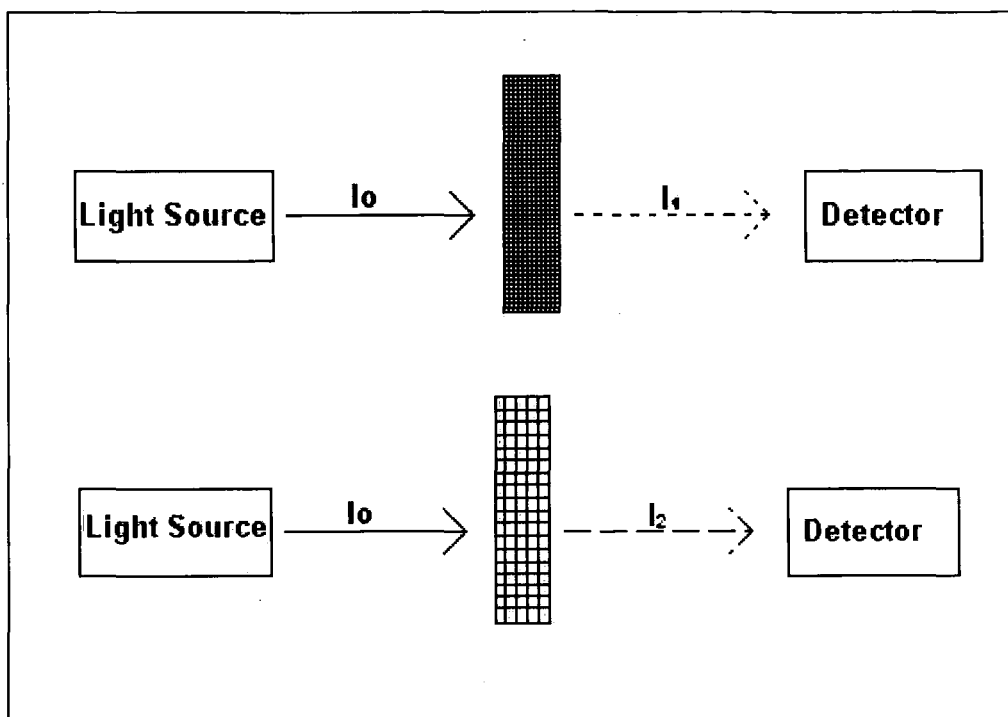 Light Source
Io
I₁
Detector
Light Source
Io
I₂
Detector